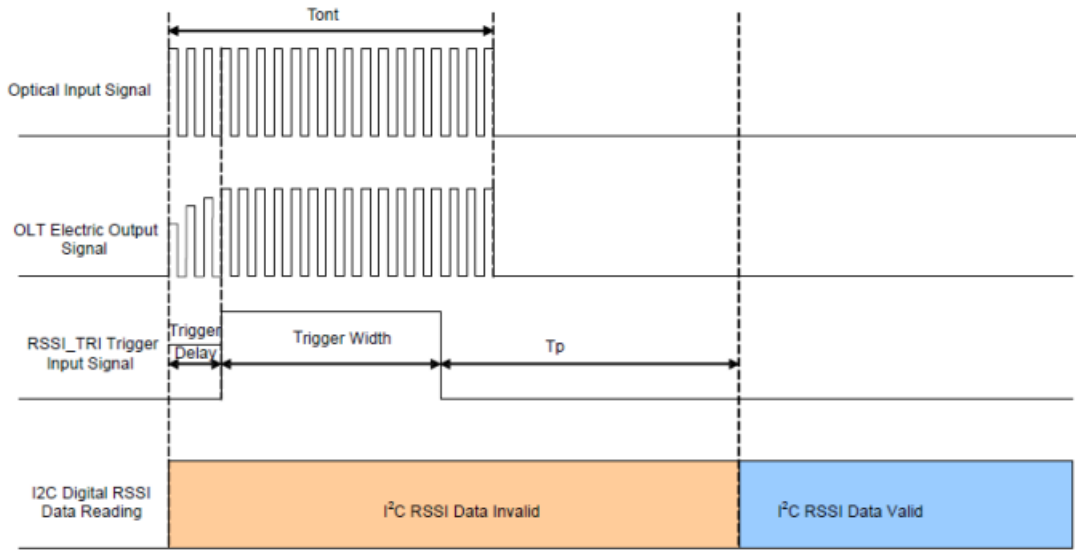 Tont
Optical Input Signal
OLT Electric Output
Signal
RSSI_TRI Trigger
Input Signal
Trigger
Delay
Trigger Width
Tp
I2C Digital RSSI
Data Reading
I²C RSSI Data Invalid
I²C RSSI Data Valid